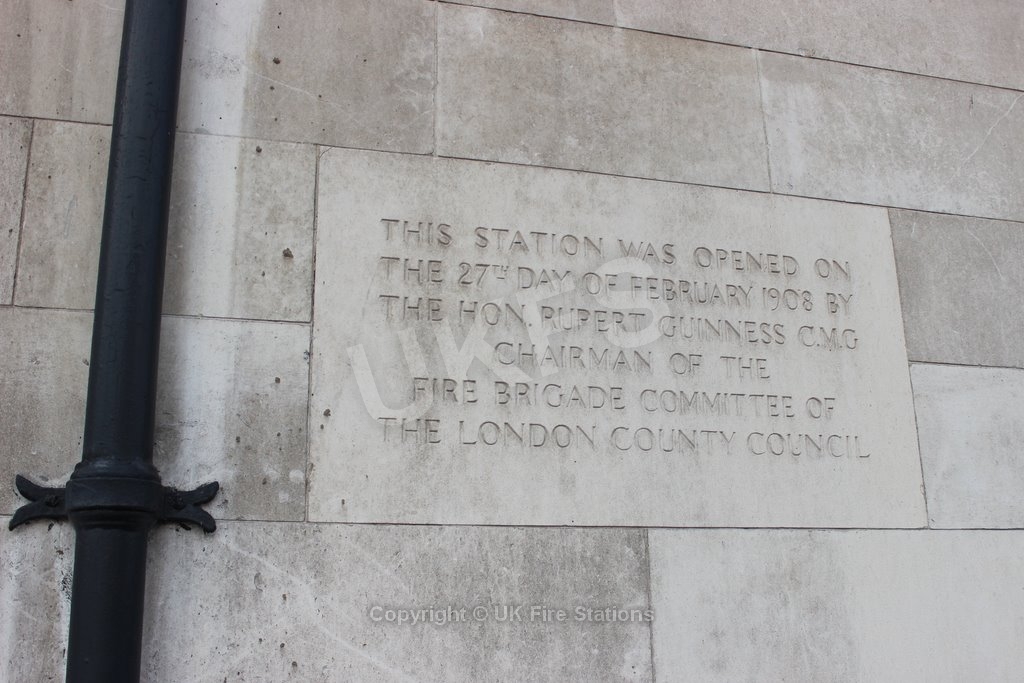 THIS STATION WAS OPENED ON
THE 27TH DAY OF FEBRUARY 1908 BY
THE HON. RUPERT GUINNESS C.M.G
CHAIRMAN OF THE
FIRE BRIGADE COMMITTEE OF
THE LONDON COUNTY COUNCIL
UKFS
Copyright © UK Fire Stations